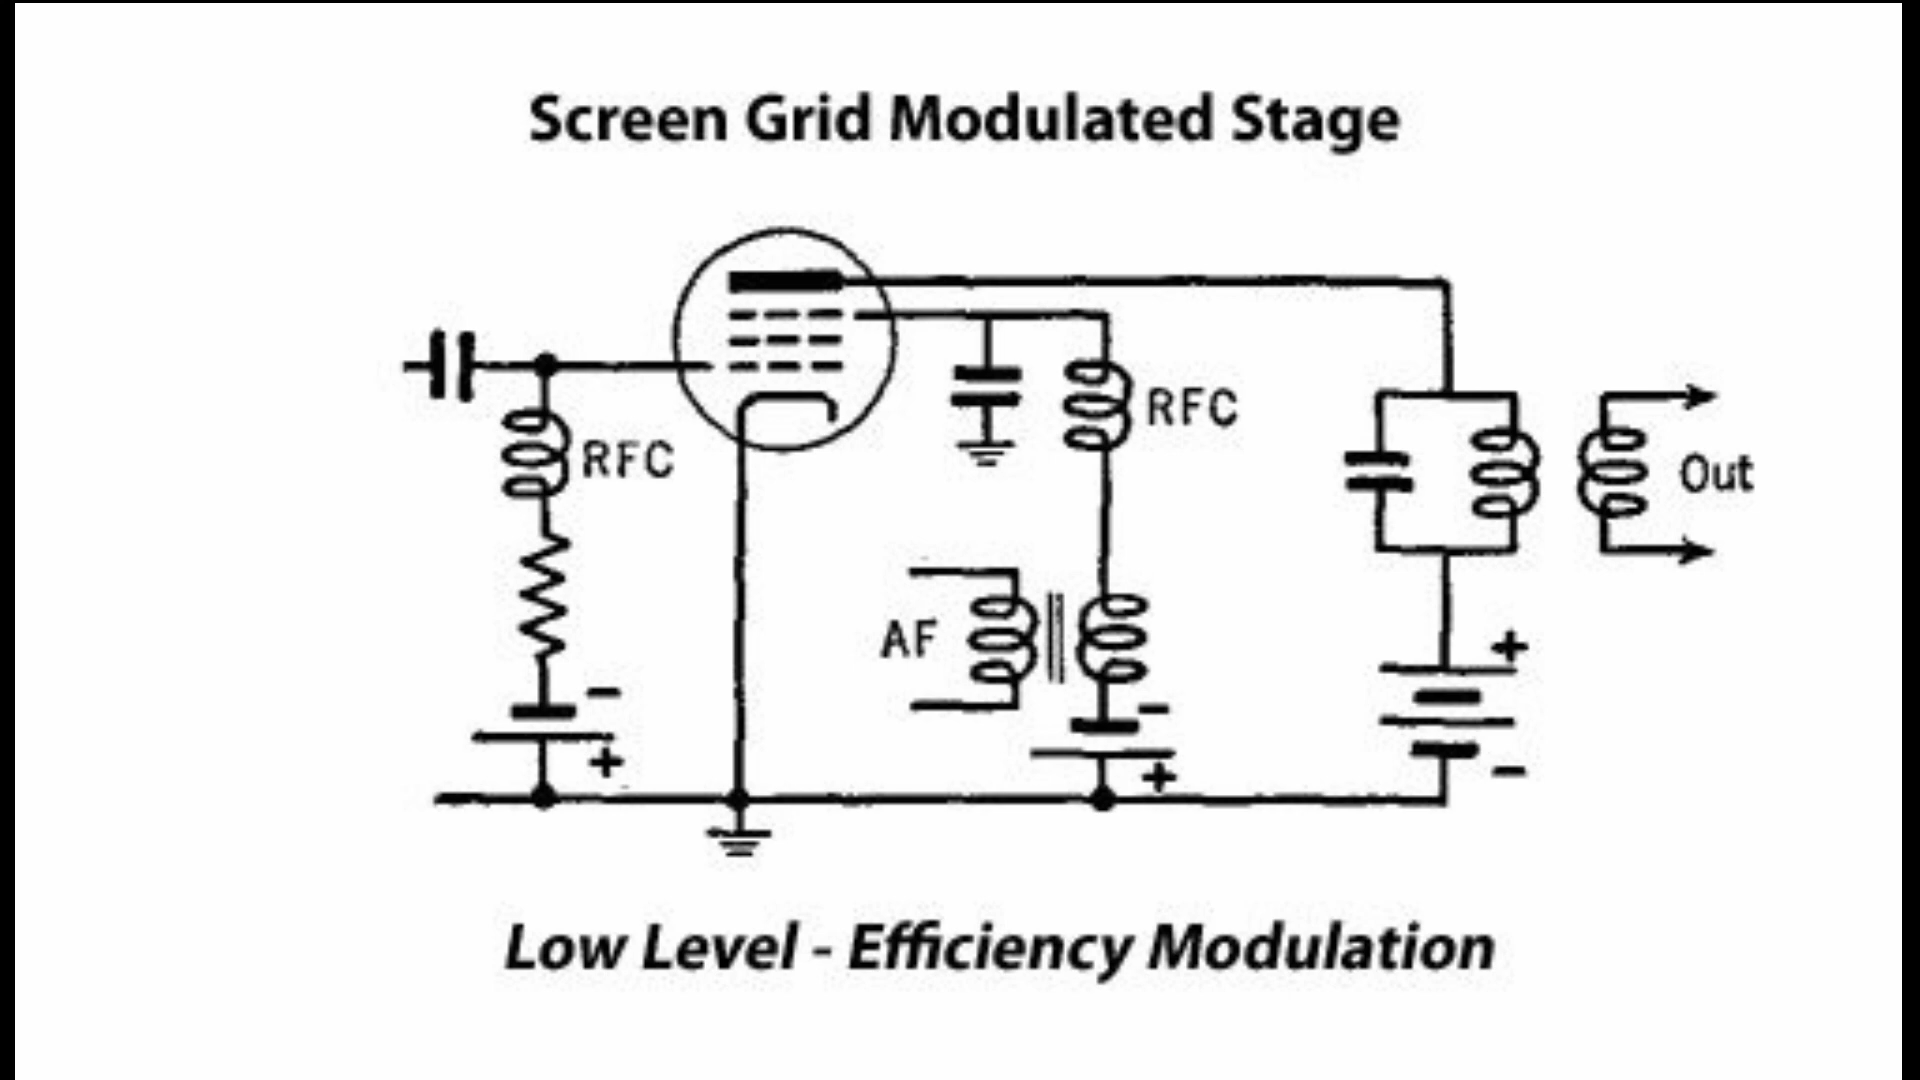 Screen Grid Modulated Stage
RFC
RFC
Out
AF
-
+
-
+
+
-
Low Level - Efficiency Modulation